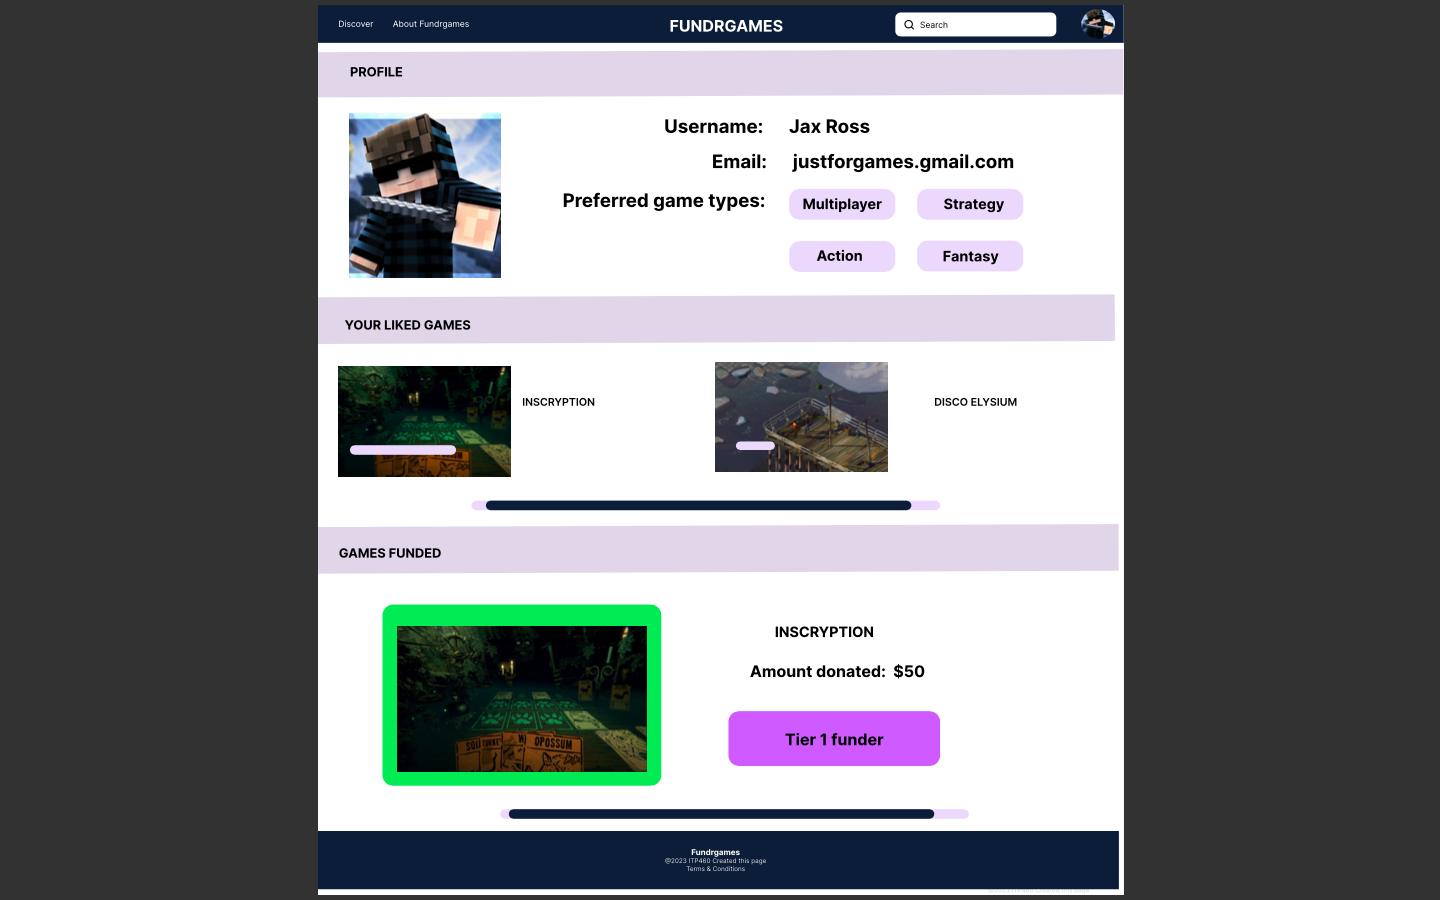 Discover About Fundrgames FUNDRGAMES Search
PROFILE
Username: Jax Ross
Email: justforgames.gmail.com
Preferred game types: Multiplayer Strategy
Action Fantasy
YOUR LIKED GAMES
INSCRYPTION DISCO ELYSIUM
GAMES FUNDED
INSCRYPTION
Amount donated: $50
OPOSSUM
Tier 1 funder
Fundrgames
@2023 ITP460 Created this page
Terms & Conditions